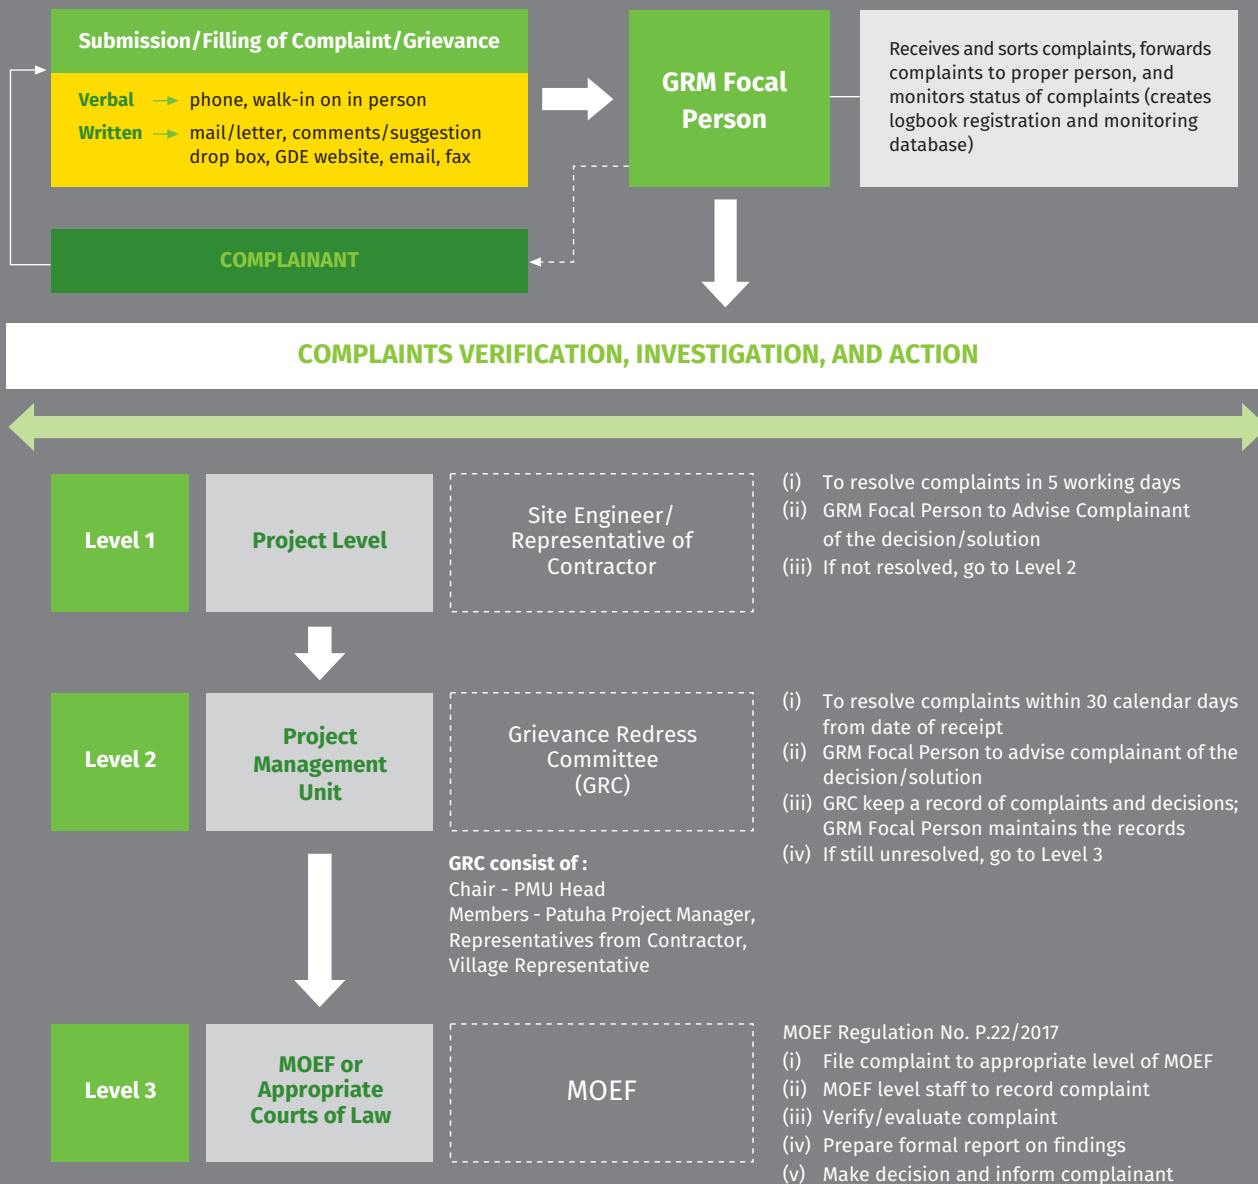 Submission/Filling of Complaint/Grievance
Verbal
phone, walk-in on in person
Written
mail/letter, comments/suggestion
drop box, GDE website, email, fax
GRM Focal
Person
Receives and sorts complaints, forwards
complaints to proper person, and
monitors status of complaints (creates
logbook registration and monitoring
database)
COMPLAINANT
COMPLAINTS VERIFICATION, INVESTIGATION, AND ACTION
Level 1
Project Level
Site Engineer/
Representative of
Contractor
(i) To resolve complaints in 5 working days
(ii) GRM Focal Person to Advise Complainant
of the decision/solution
(iii) If not resolved, go to Level 2
Level 2
Project
Management
Unit
Grievance Redress
Committee
(GRC)
(i) To resolve complaints within 30 calendar days
from date of receipt
(ii) GRM Focal Person to advise complainant of the
decision/solution
(iii) GRC keep a record of complaints and decisions;
GRM Focal Person maintains the records
(iv) If still unresolved, go to Level 3
GRC consist of :
Chair - PMU Head
Members - Patuha Project Manager,
Representatives from Contractor,
Village Representative
Level 3
MOEF or
Appropriate
Courts of Law
MOEF
MOEF Regulation No. P.22/2017
(i) File complaint to appropriate level of MOEF
(ii) MOEF level staff to record complaint
(iii) Verify/evaluate complaint
(iv) Prepare formal report on findings
(v) Make decision and inform complainant